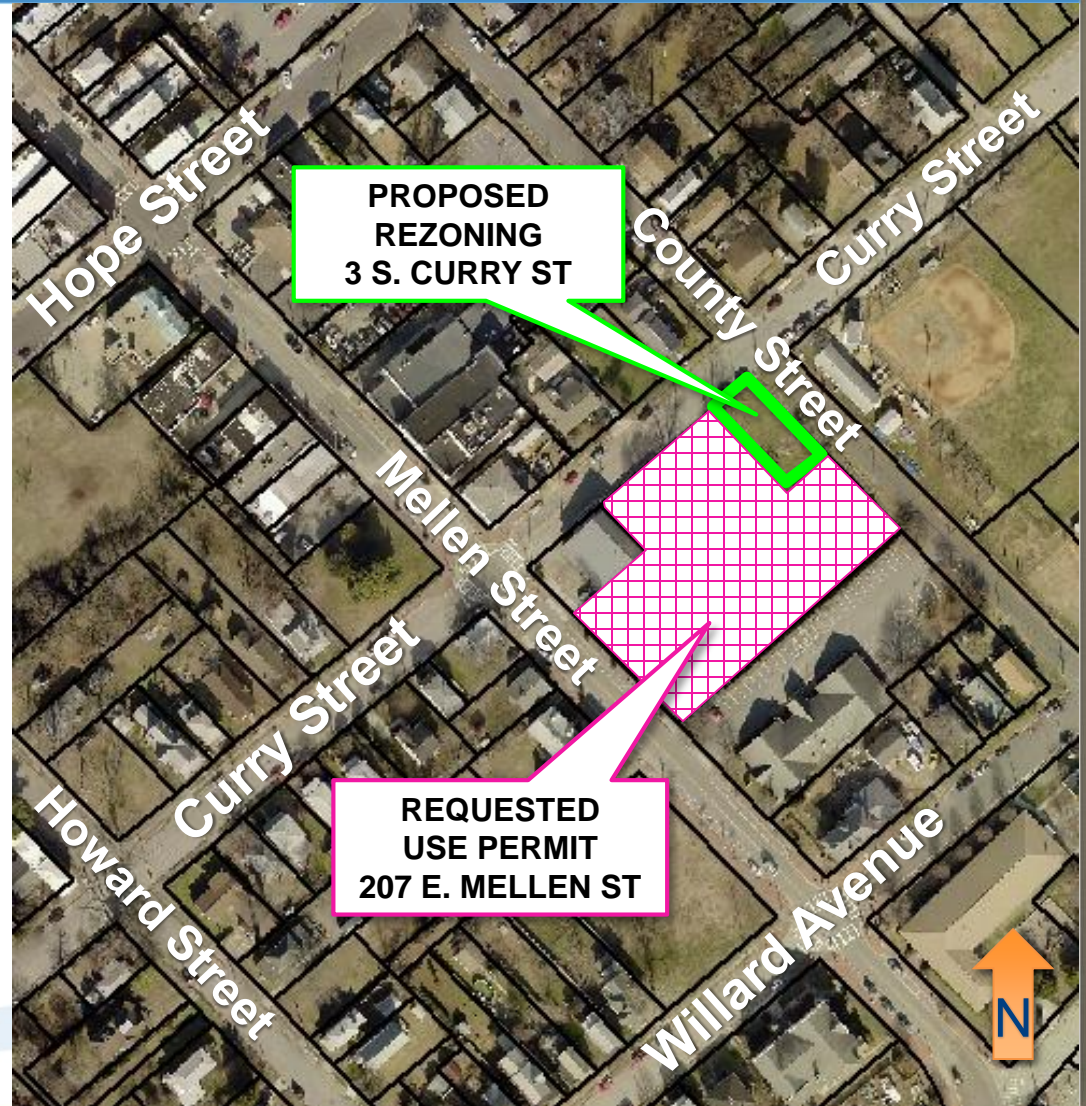 Hope Street
PROPOSED
REZONING
3 S. CURRY ST
County Street
Curry Street
Mellen Street
Curry Street
REQUESTED
USE PERMIT
207 E. MELLEN ST
Howard Street
Willard Avenue
N